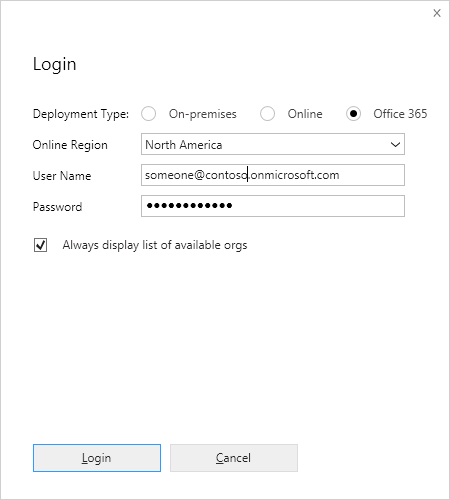 Login
Deployment Type: On-premises Online Office 365
Online Region North America
User Name someone@contoso.onmicrosoft.com
Password ●●●●●●●●●●●●
Always display list of available orgs
Login Cancel